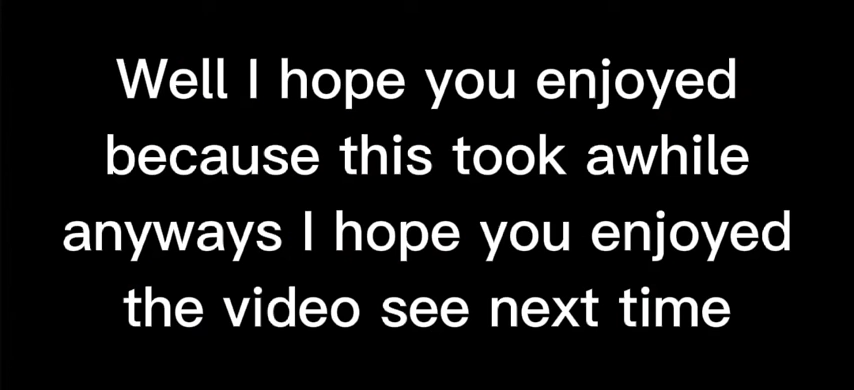 Well I hope you enjoyed
because this took awhile
anyways I hope you enjoyed
the video see next time